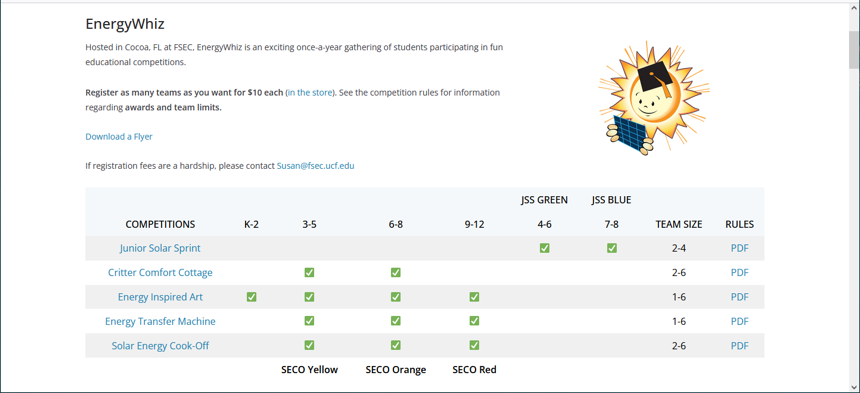 EnergyWhiz
Hosted in Cocoa, FL at FSEC, EnergyWhiz is an exciting once-a-year gathering of students participating in fun
educational competitions.
Register as many teams as you want for $10 each (in the store). See the competition rules for information
regarding awards and team limits.
Download a Flyer
If registration fees are a hardship, please contact Susan@fsec.ucf.edu
JSS GREEN JSS BLUE
COMPETITIONS K-2 3-5 6-8 9-12 4-6 7-8 TEAM SIZE RULES
Junior Solar Sprint 2-4 PDF
Critter Comfort Cottage 2-6 PDF
Energy Inspired Art 1-6 PDF
Energy Transfer Machine 1-6 PDF
Solar Energy Cook-Off 2-6 PDF
SECO Yellow SECO Orange SECO Red